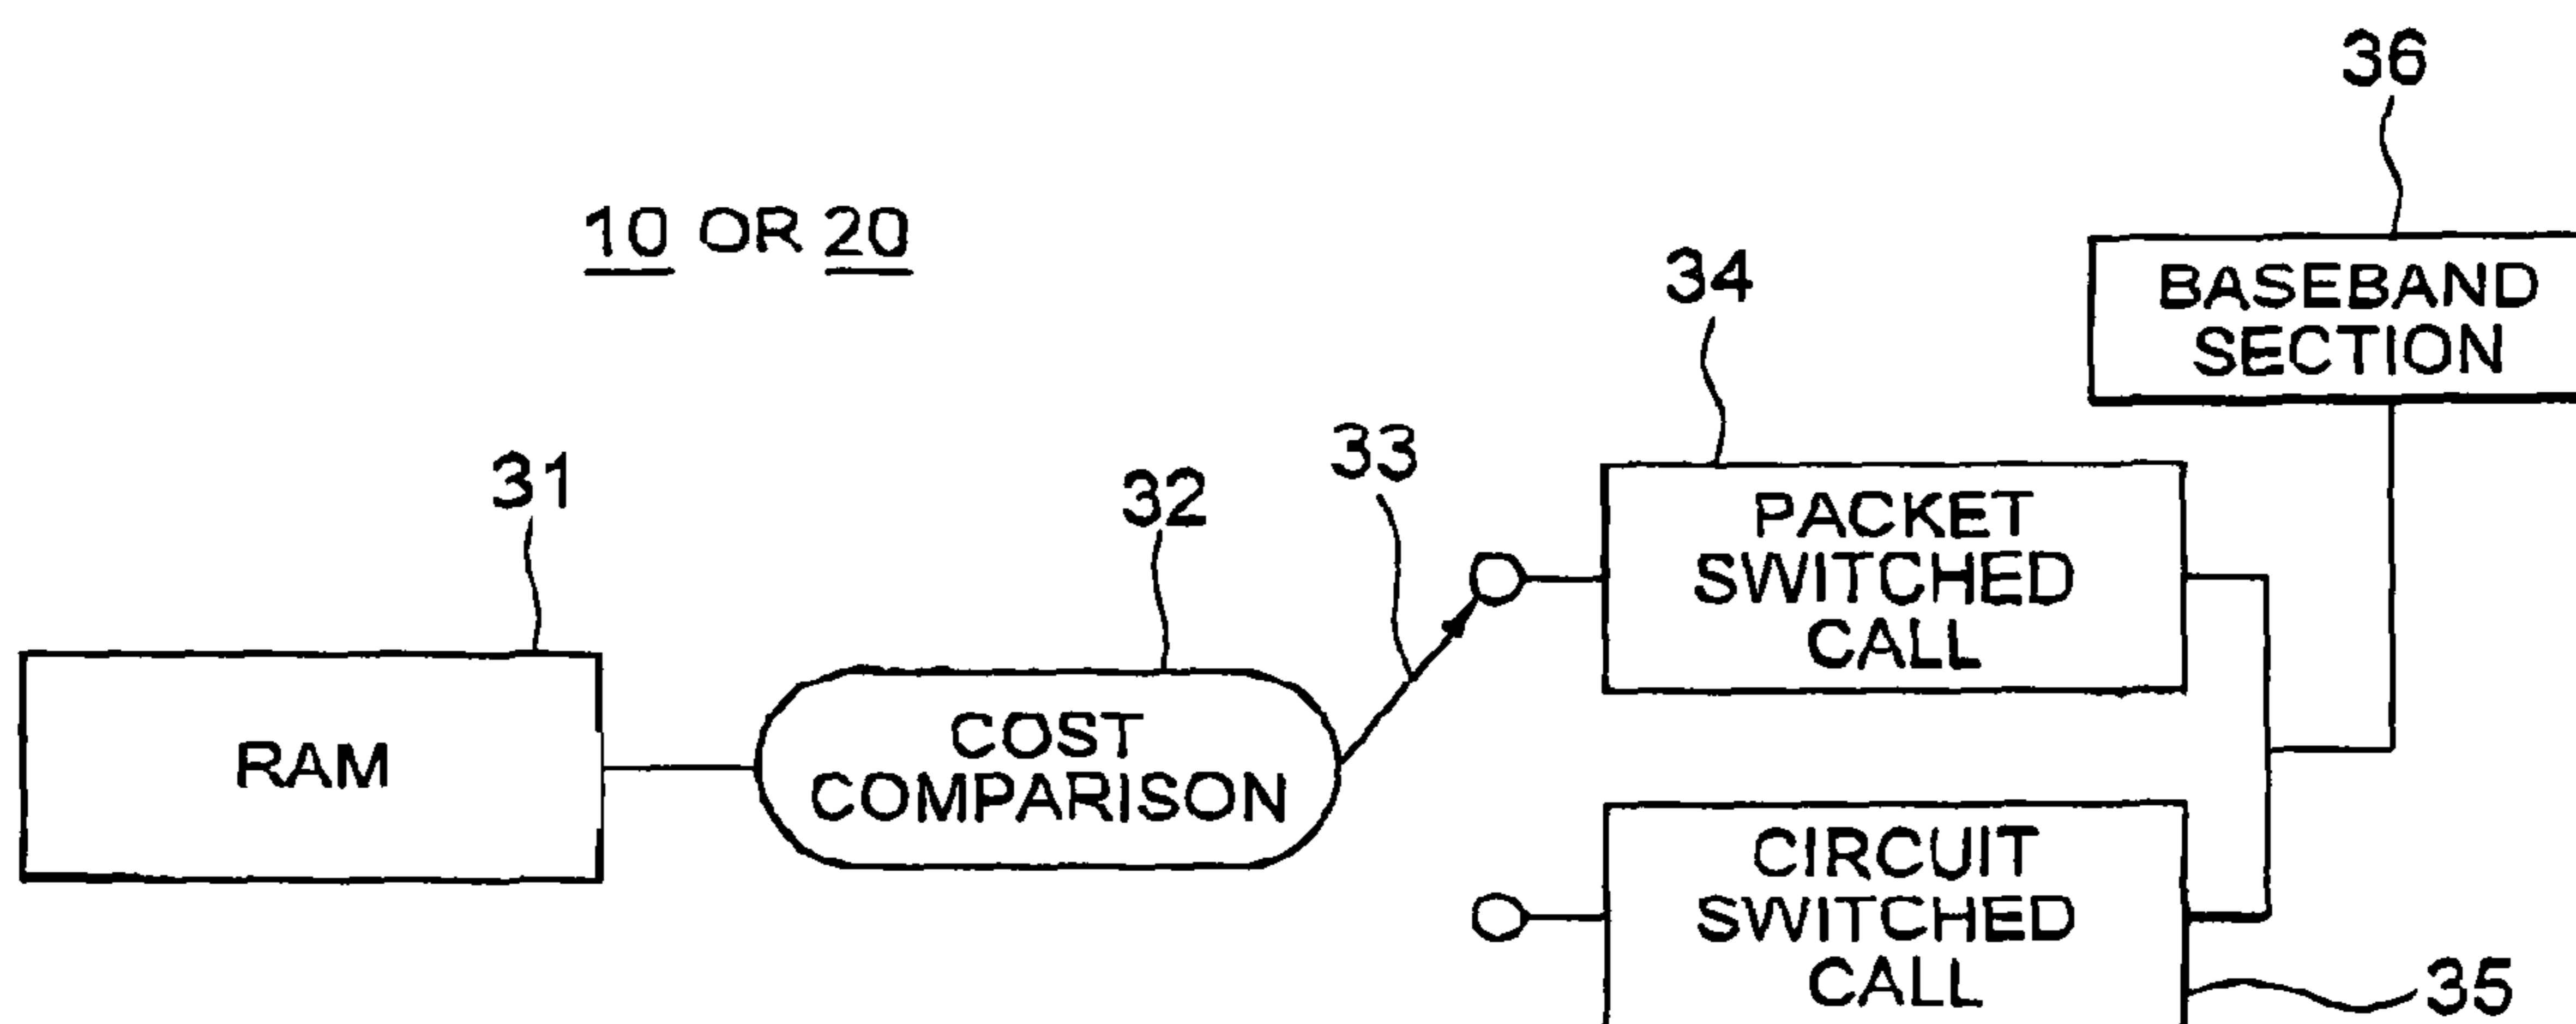 36
10 OR 20
34
BASEBAND
SECTION
33
31
32
PACKET
SWITCHED
CALL
RAM
COST
COMPARISON
CIRCUIT
SWITCHED
CALL
35